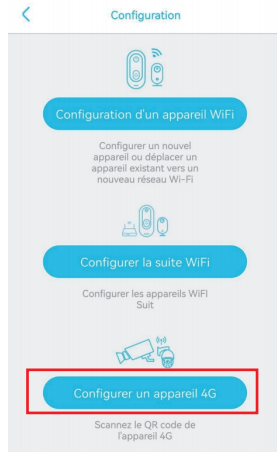 Configuration
Configuration d'un appareil WiFi
Configurer un nouvel
appareil ou déplacer un
appareil existant vers un
nouveau réseau Wi-Fi
Configurer la suite WiFi
Configurer les appareils WiFI
Suit
Configurer un appareil 4G
Scannez le QR code de
l'appareil 4G